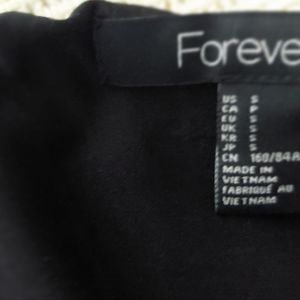 Foreve
US S
CA P
EU S
UK S
KR S
JP S
CN 160/84A
MADE IN
VIETNAM
FABRIQUÉ AU
VIETNAM